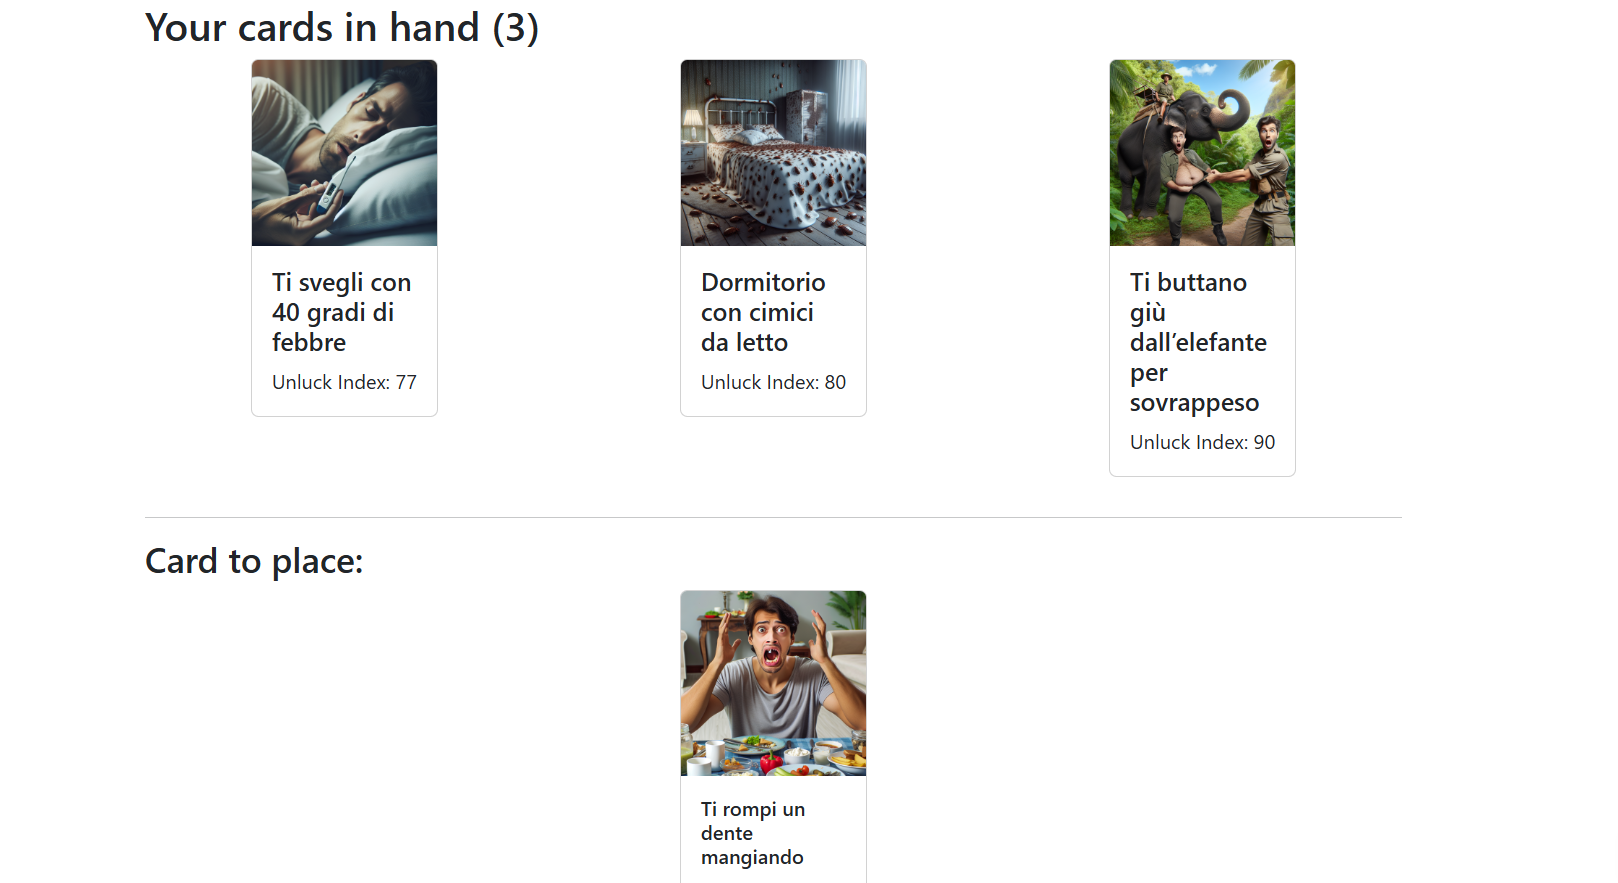 Your cards in hand (3)
Ti svegli con
40 gradi di
febbre
Unluck Index: 77
Dormitorio
con cimici
da letto
Unluck Index: 80
Ti buttano
giù
dall’elefante
per
sovrappeso
Unluck Index: 90
Card to place:
Ti rompi un
dente
mangiando